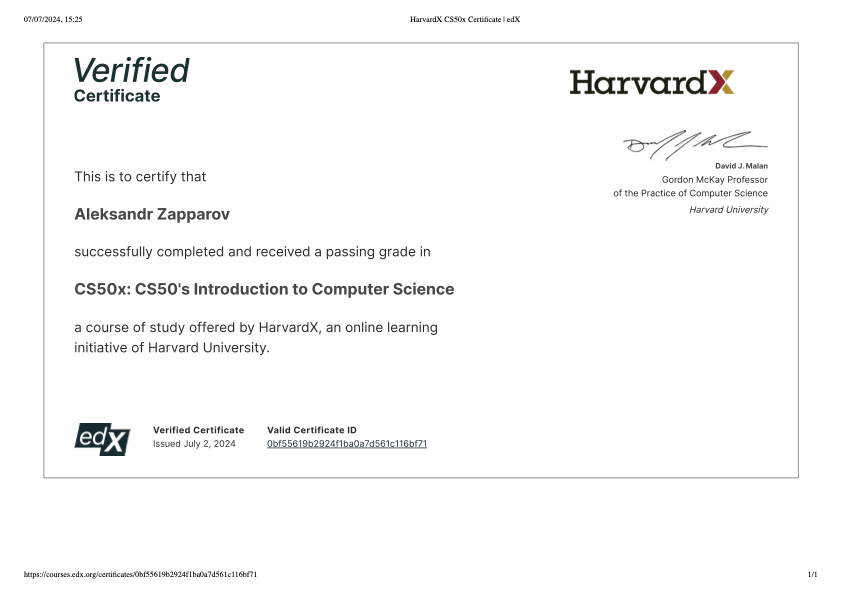 07/07/2024, 15:25
HarvardX CS50x Certificate | edX
Verified
Certificate
HarvardX
David J. Malan
Gordon McKay Professor
of the Practice of Computer Science
Harvard University
This is to certify that
Aleksandr Zapparov
successfully completed and received a passing grade in
CS50x: CS50's Introduction to Computer Science
a course of study offered by HarvardX, an online learning
initiative of Harvard University.
edX
Verified Certificate
Issued July 2, 2024
Valid Certificate ID
0bf55619b2924f1ba0a7d561c116bf71
https://courses.edx.org/certificates/0bf55619b2924f1ba0a7d561c116bf71
1/1